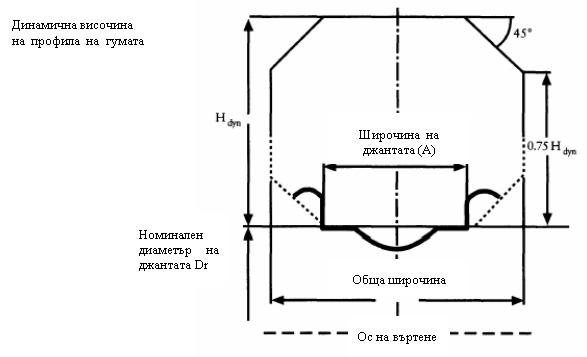 Динамична височина
на профила на гумата
45°
H dyn
Широчина на
джантата (A)
0.75 H dyn
Номинален
диаметър на
джантата Dr
Обща широчина
Ос на въртене